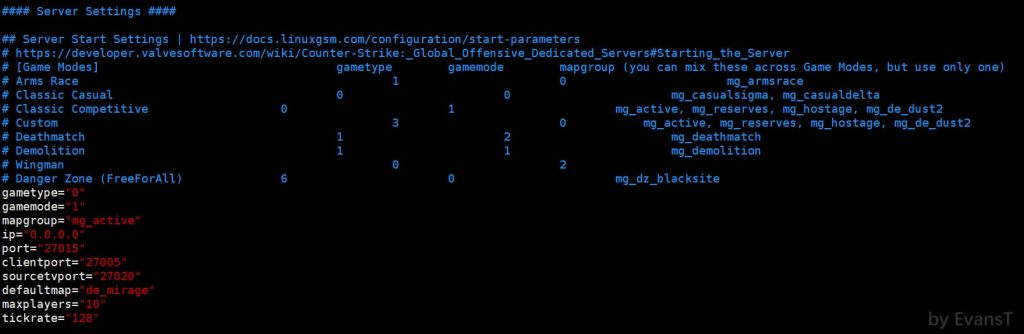 #### Server Settings ####
## Server Start Settings | https://docs.linuxgsm.com/configuration/start-parameters
# https://developer.valvesoftware.com/wiki/Counter-Strike:_Global_Offensive_Dedicated_Servers#Starting_the_Server
# [Game Modes] gametype gamemode mapgroup (you can mix these across Game Modes, but use only one)
# Arms Race 1 0 mg_armsrace
# Classic Casual 0 0 mg_casualsigma, mg_casualdelta
# Classic Competitive 0 1 mg_active, mg_reserves, mg_hostage, mg_de_dust2
# Custom 3 0 mg_active, mg_reserves, mg_hostage, mg_de_dust2
# Deathmatch 1 2 mg_deathmatch
# Demolition 1 1 mg_demolition
# Wingman 0 2
# Danger Zone (FreeForAll) 6 0 mg_dz_blacksite
gametype="0"
gamemode="1"
mapgroup="mg_active"
ip="0.0.0.0"
port="27015"
clientport="27005"
sourcetvport="27020"
defaultmap="de_mirage"
maxplayers="10"
tickrate="128"
by EvansT